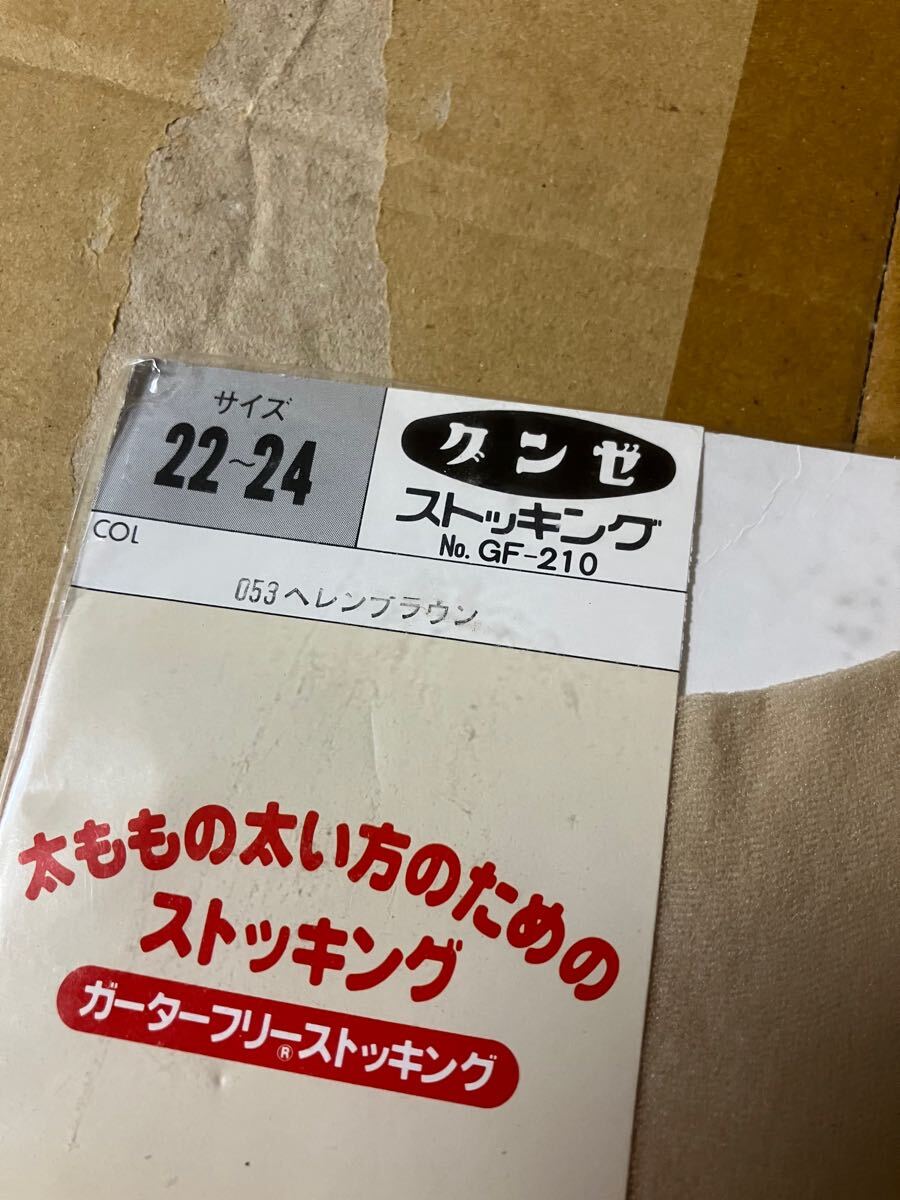 サイズ
22~24
グンゼ
ストッキング
No. GF-210
COL
053 ヘレンブラウン
太ももの太い方のための
ストッキング
ガーターフリー®ストッキング